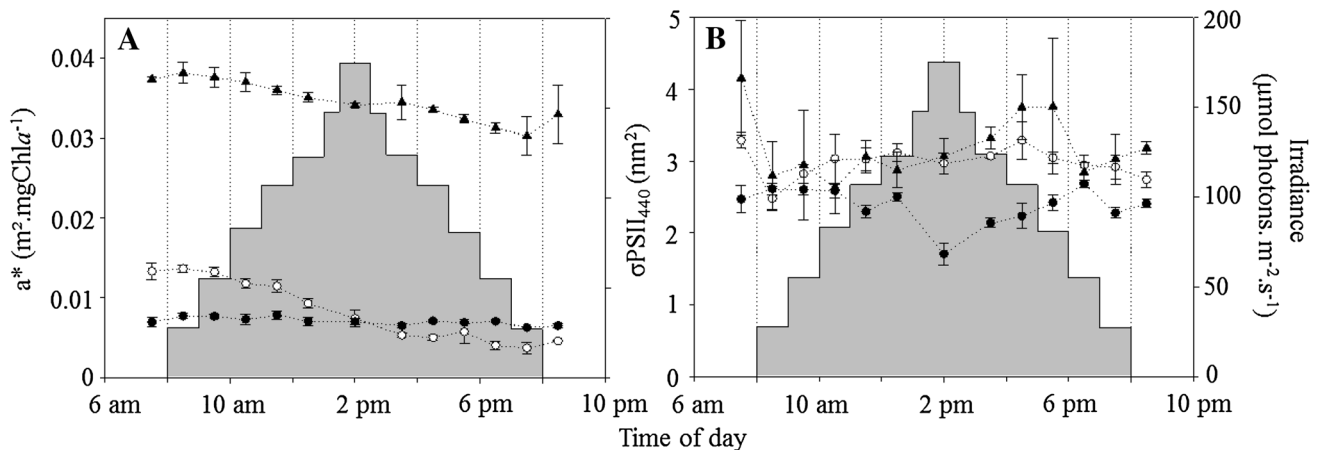 A
B
0.04
0.03
0.02
0.01
0
a* (m².mgChla⁻¹)
6 am
10 am
2 pm
6 pm
10 pm
5
4
3
2
1
0
σPSII₄₄₀ (nm²)
6 am
10 am
2 pm
6 pm
10 pm
200
150
100
50
0
Irradiance
(μmol photons.m⁻².s⁻¹)
Time of day